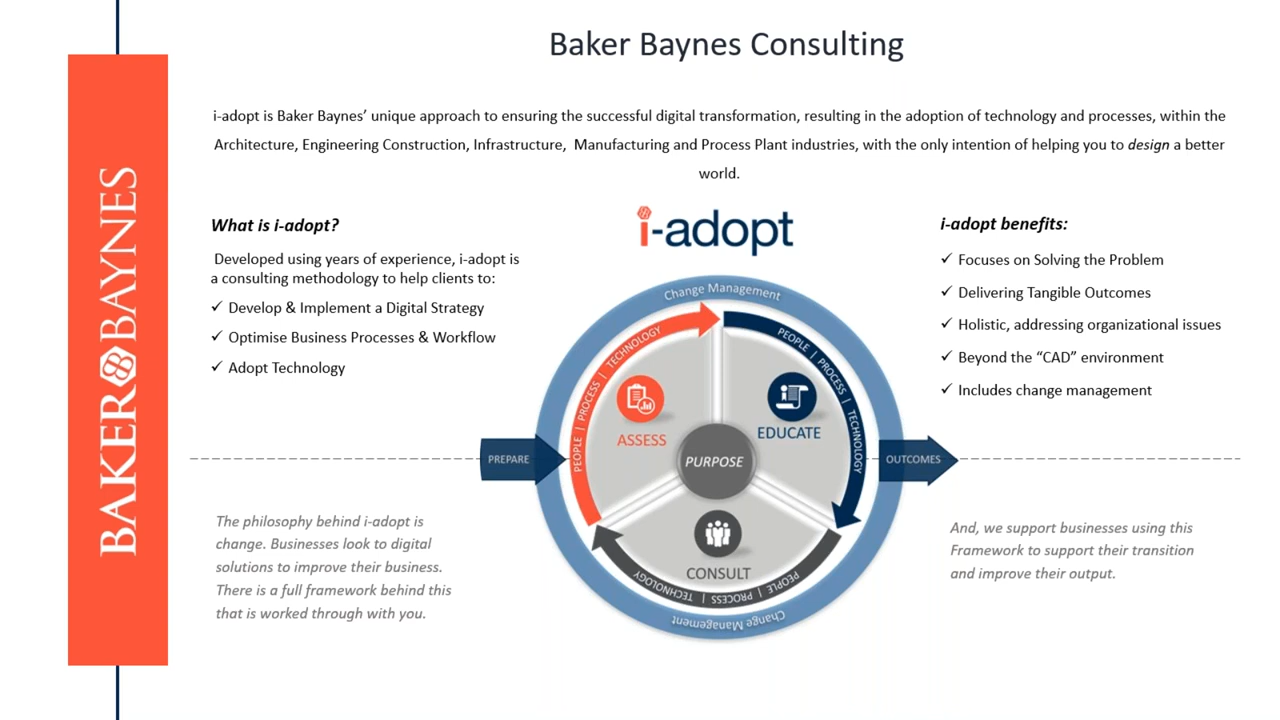 Baker Baynes Consulting
i-adopt is Baker Baynes’ unique approach to ensuring the successful digital transformation, resulting in the adoption of technology and processes, within the
Architecture, Engineering Construction, Infrastructure, Manufacturing and Process Plant industries, with the only intention of helping you to design a better
world.
BAKER BAYNES
What is i-adopt?
Developed using years of experience, i-adopt is
a consulting methodology to help clients to:
✓ Develop & Implement a Digital Strategy
✓ Optimise Business Processes & Workflow
✓ Adopt Technology
i-adopt
Change Management
PEOPLE | PROCESS | TECHNOLOGY
PEOPLE | PROCESS | TECHNOLOGY
ASSESS
EDUCATE
PREPARE
PURPOSE
OUTCOMES
CONSULT
PEOPLE | PROCESS | TECHNOLOGY
Change Management
i-adopt benefits:
✓ Focuses on Solving the Problem
✓ Delivering Tangible Outcomes
✓ Holistic, addressing organizational issues
✓ Beyond the “CAD” environment
✓ Includes change management
The philosophy behind i-adopt is
change. Businesses look to digital
solutions to improve their business.
There is a full framework behind this
that is worked through with you.
And, we support businesses using this
Framework to support their transition
and improve their output.